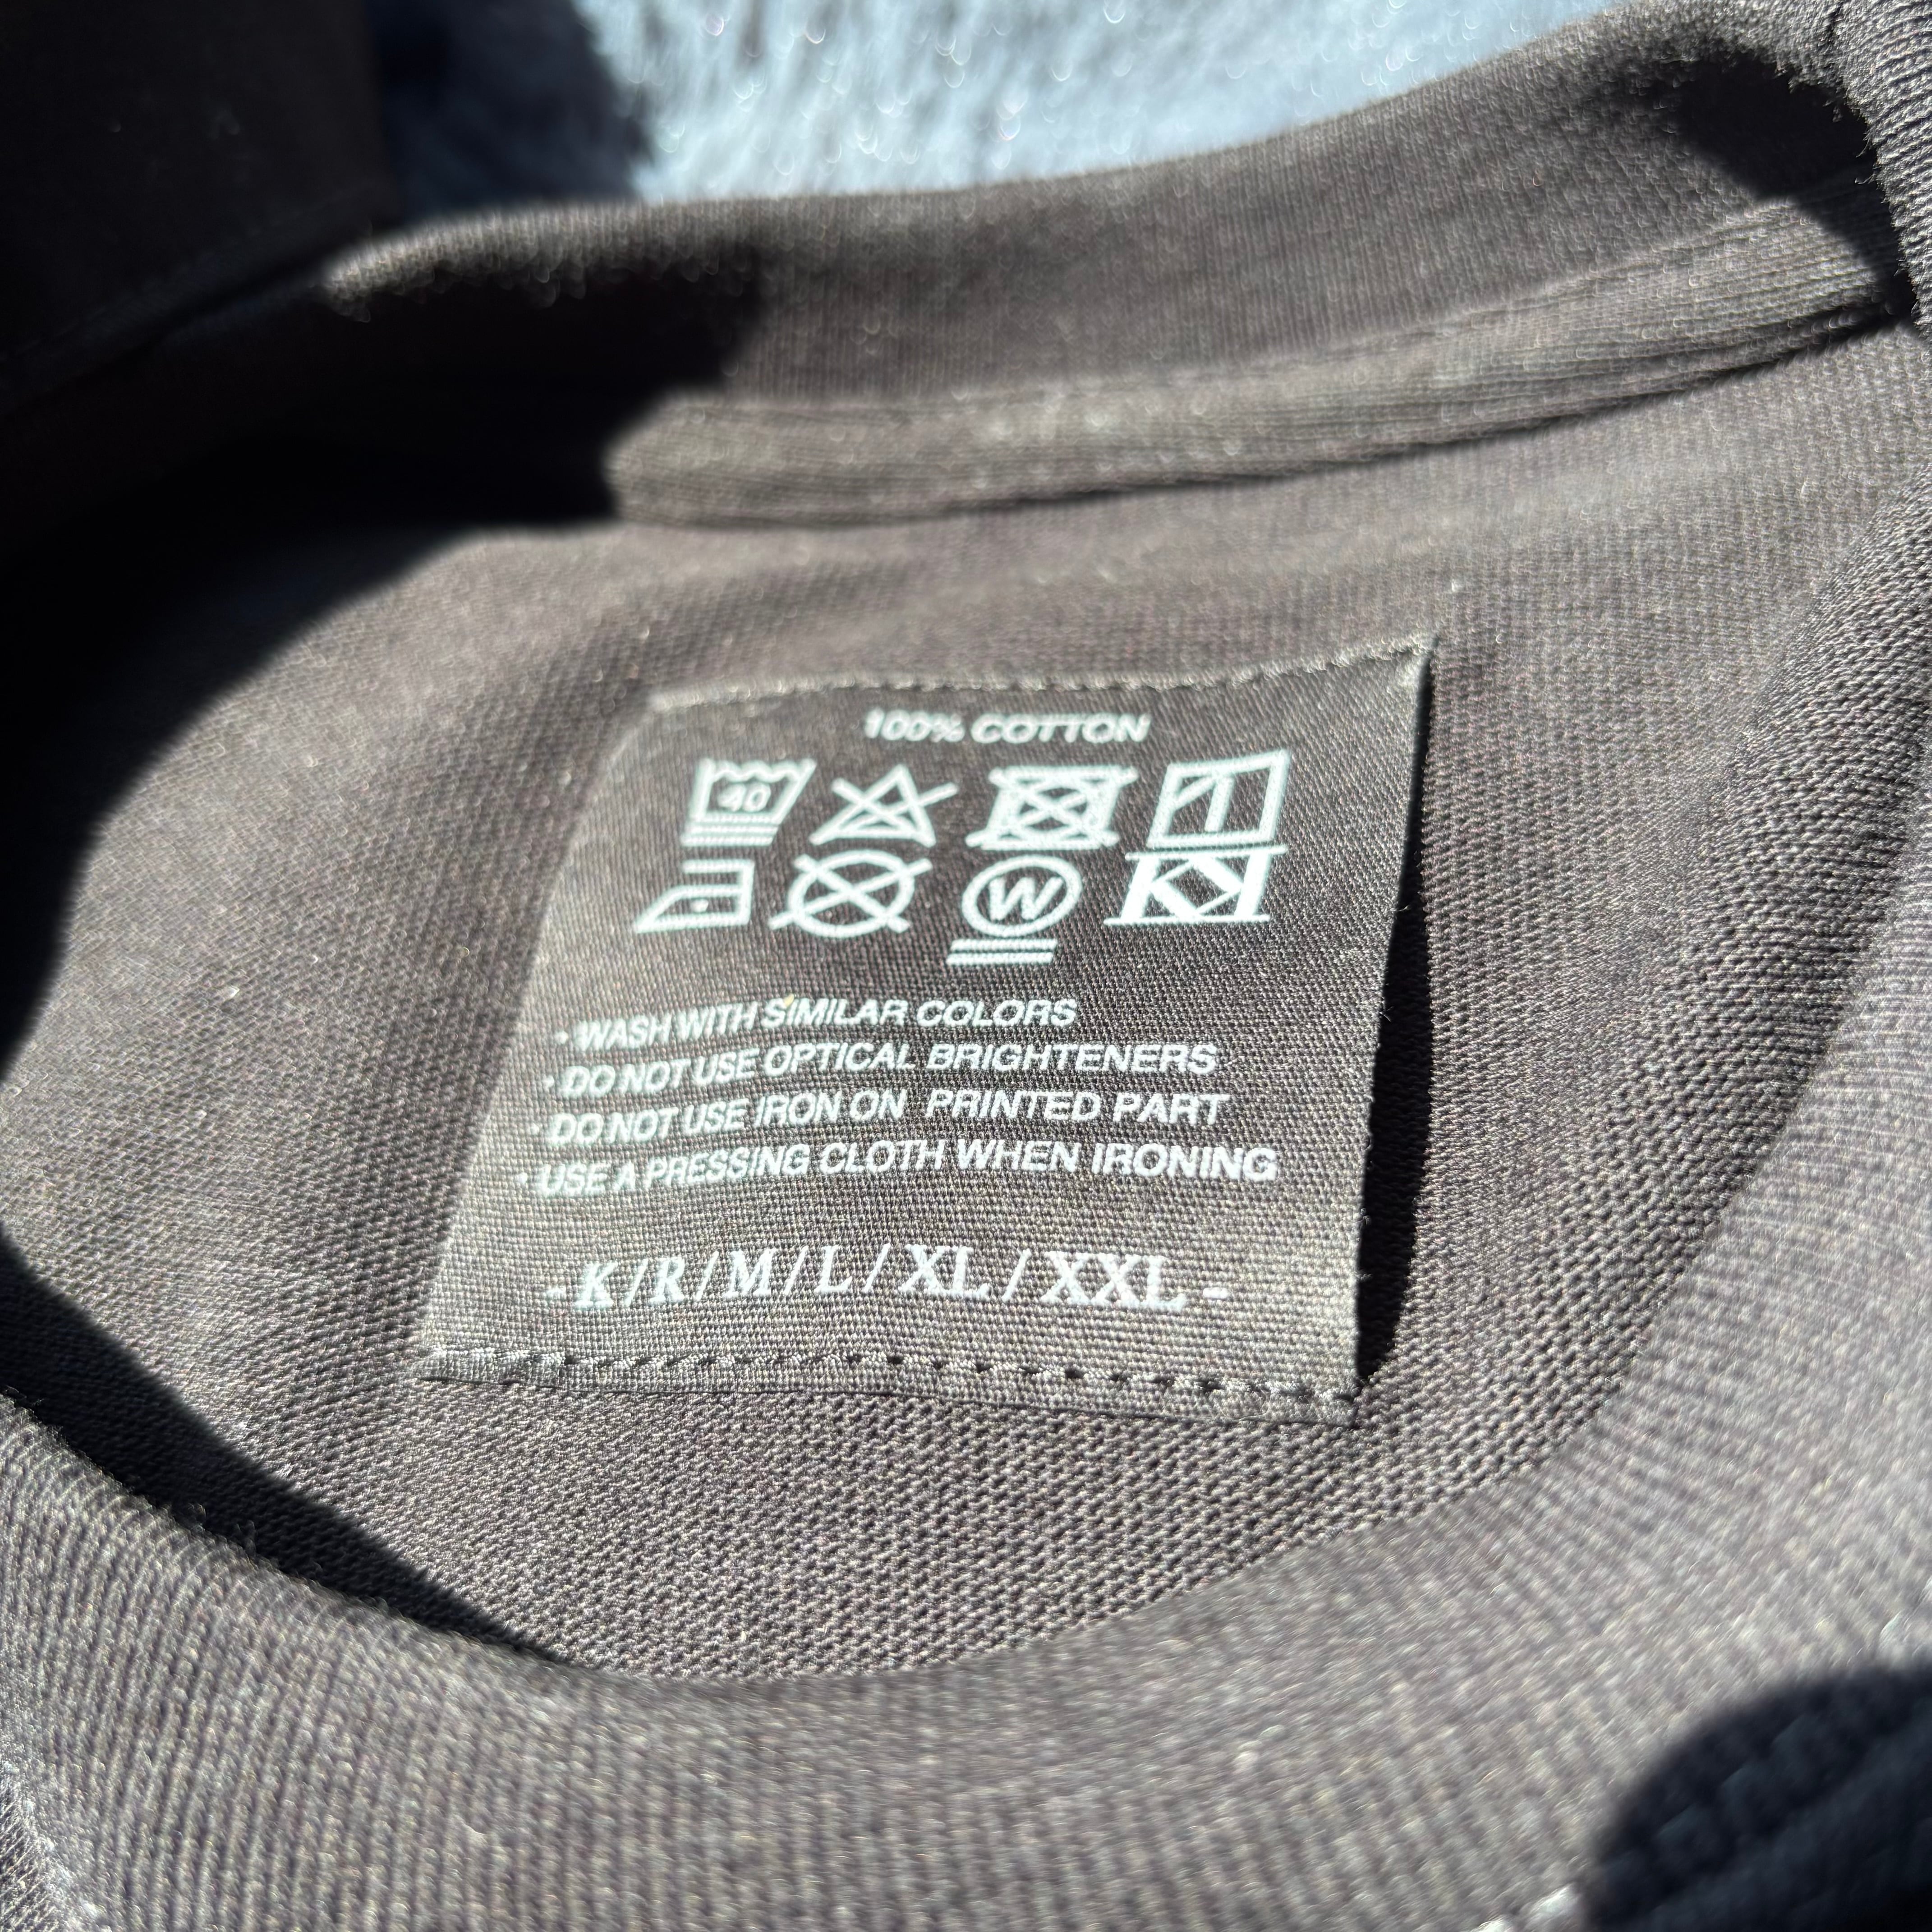 100% COTTON
40
W
KK
· WASH WITH SIMILAR COLORS
· DO NOT USE OPTICAL BRIGHTENERS
· DO NOT USE IRON ON PRINTED PART
· USE A PRESSING CLOTH WHEN IRONING
- K / R / M / L / XL / XXL -